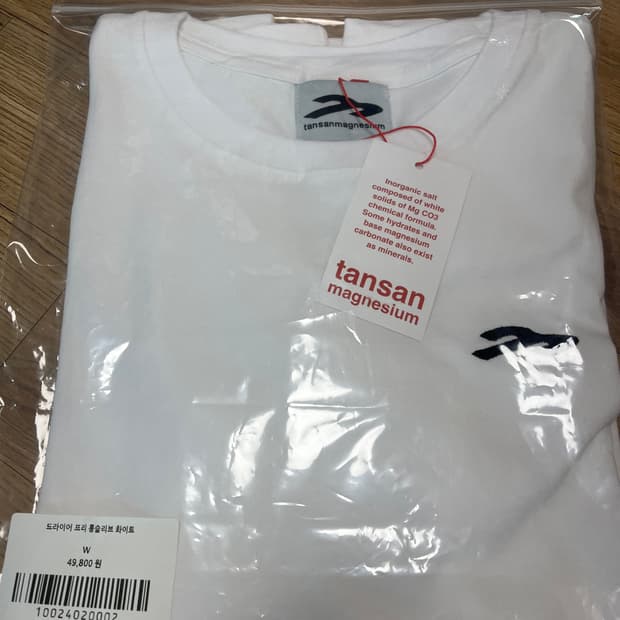 tansanmagnesium
Inorganic salt
composed of white
solids of Mg CO3
chemical formula.
Some hydrates and
base magnesium
carbonate also exist
as minerals.
tansan
magnesium
드라이어 프리 롱슬리브 화이트
W
49,800 원
10024020002